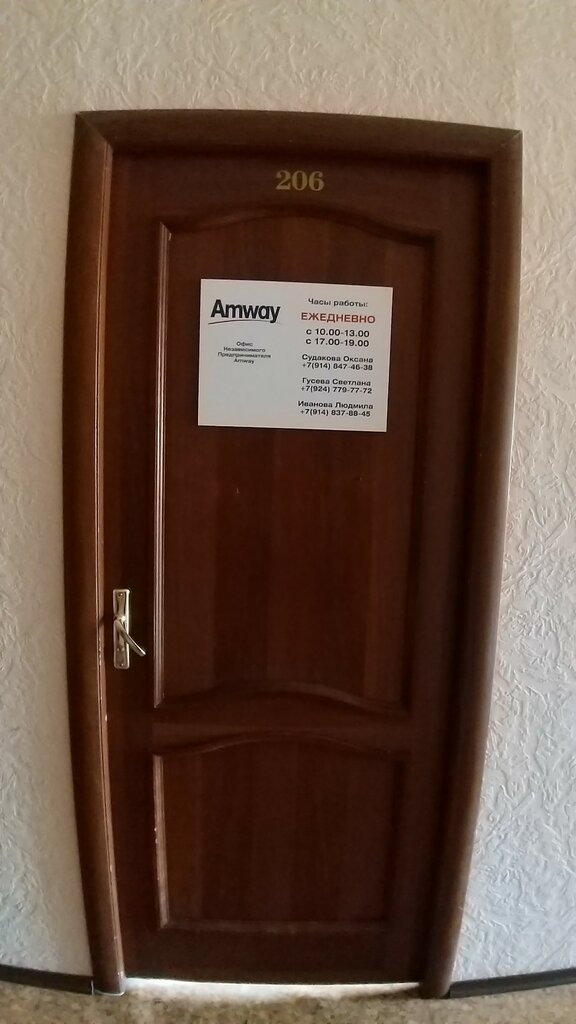 206
Amway
Офис
Независимого
Предпринимателя
Amway
Часы работы:
ЕЖЕДНЕВНО
с 10.00-13.00
с 17.00-19.00
Судакова Оксана
+7(914) 847-46-38
Гусева Светлана
+7(924) 779-77-72
Иванова Людмила
+7(914) 837-88-45